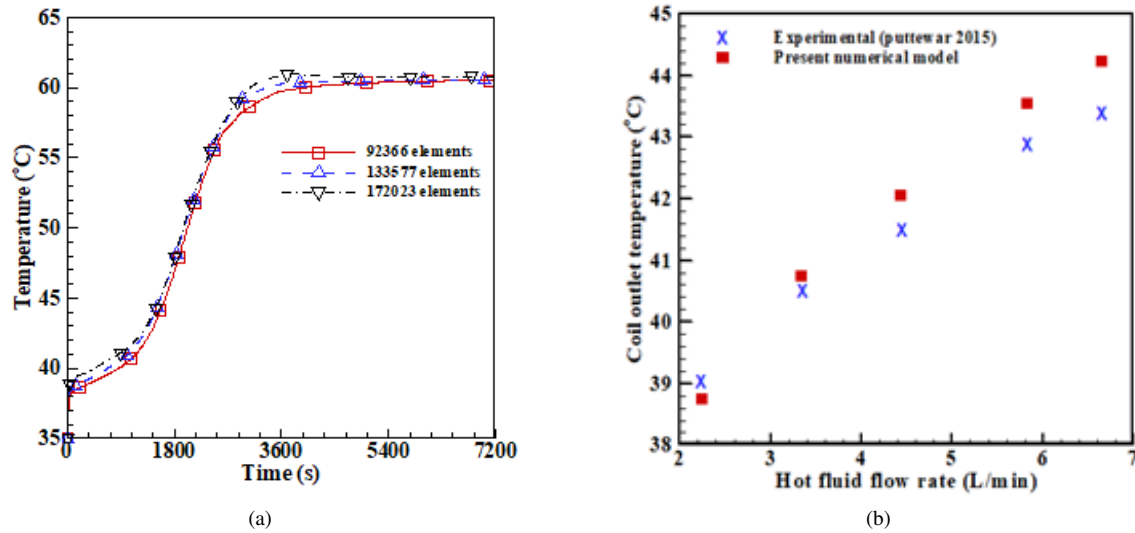 65
60
55
50
45
40
35
Temperature (°C)
92366 elements
133577 elements
172023 elements
0 1800 3600 5400 7200
Time (s)
(a)
45
44
43
42
41
40
39
38
Coil outlet temperature (°C)
Experimental (puttewar 2015)
Present numerical model
2 3 4 5 6 7
Hot fluid flow rate (L/min)
(b)